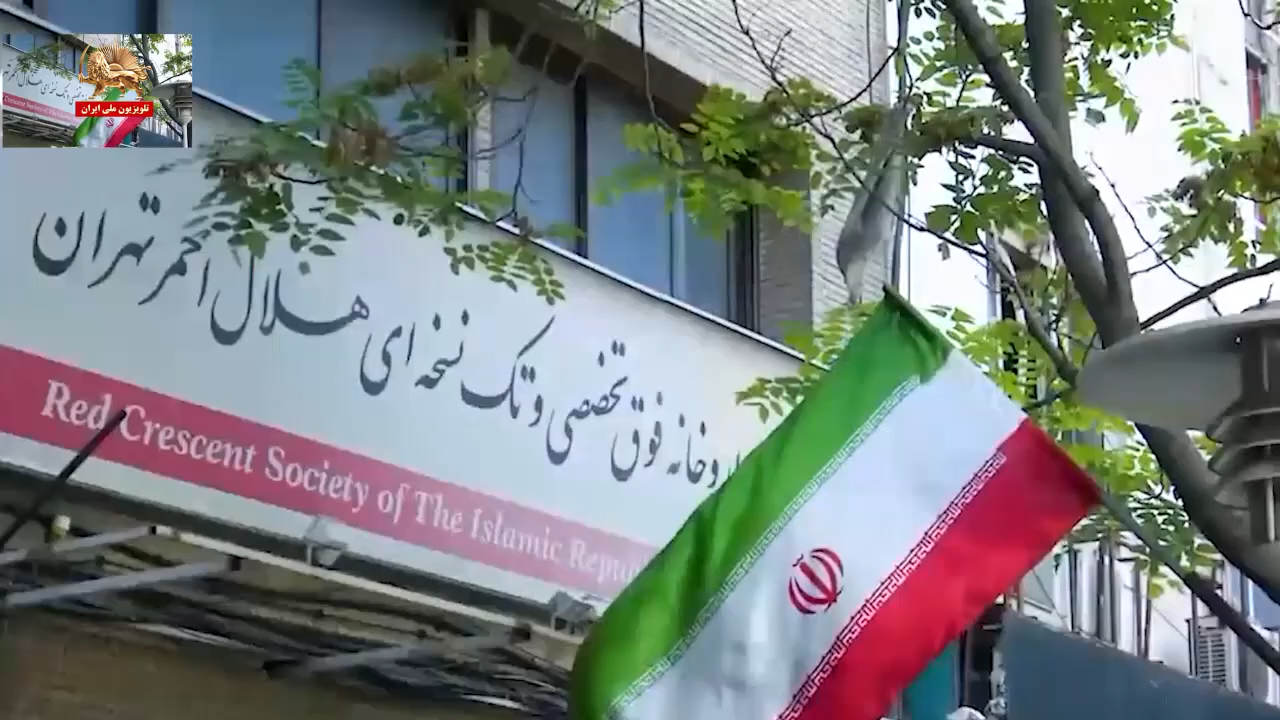 تلویزیون ملی ایران
داروخانه فوق تخصصی و تک نسخه ای هلال احمر تهران
Red Crescent Society of The Islamic Repu